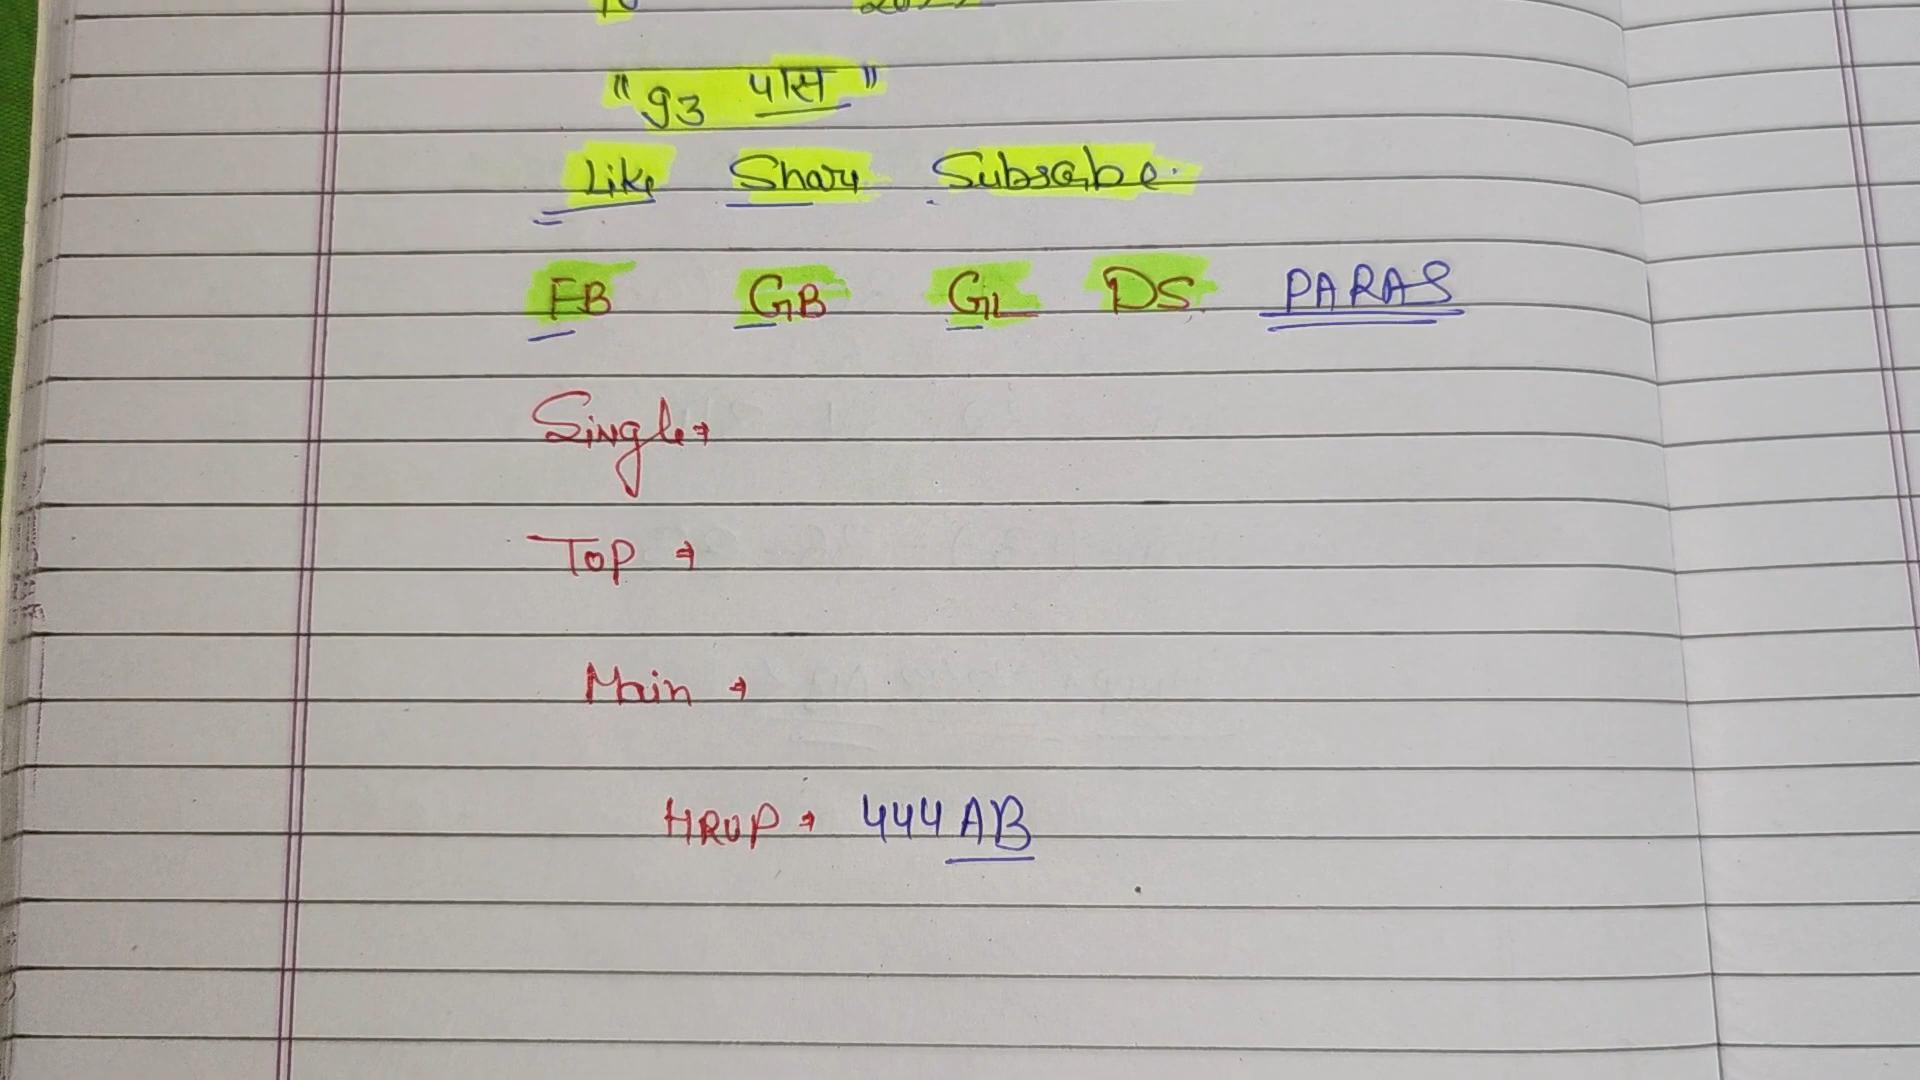 " 93 पास "
Like Share Subscribe.
FB GB GL DS PARAS
Single →
Top →
Main →
HRUP → 444 AB